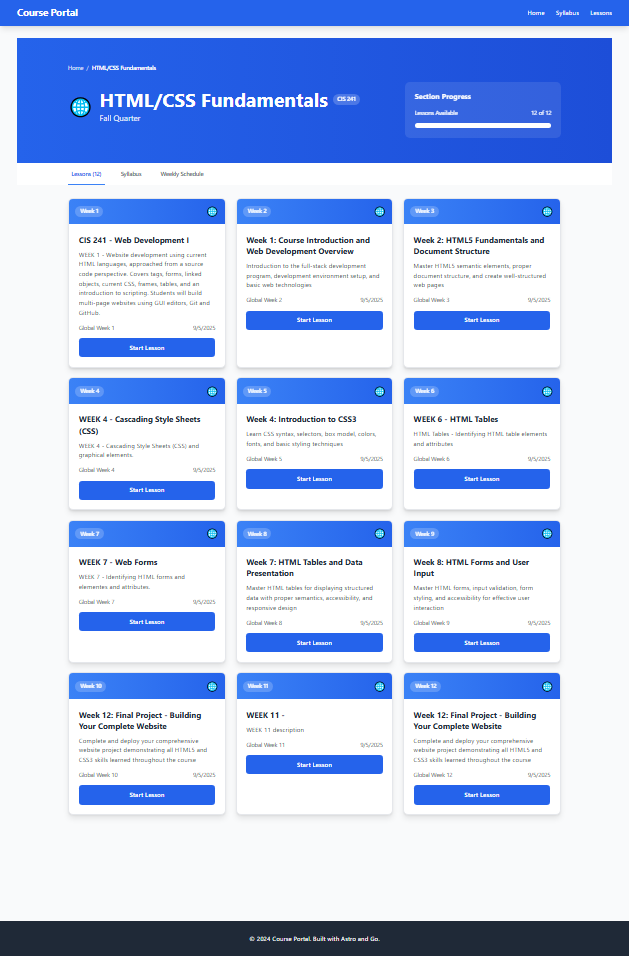 Course Portal
Home Syllabus Lessons
Home / HTML/CSS Fundamentals
HTML/CSS Fundamentals CIS 241
Fall Quarter
Section Progress
Lessons Available 12 of 12
Lessons (12) Syllabus Weekly Schedule
Week 1
CIS 241 - Web Development I
WEEK 1 - Website development using current
HTML languages, approached from a source
code perspective. Covers tags, forms, linked
objects, current CSS, frames, tables, and an
introduction to scripting. Students will build
multi-page websites using GUI editors, Git and
GitHub.
Global Week 1 9/5/2025
Start Lesson
Week 2
Week 1: Course Introduction and
Web Development Overview
Introduction to the full-stack development
program, development environment setup, and
basic web technologies
Global Week 2 9/5/2025
Start Lesson
Week 3
Week 2: HTML5 Fundamentals and
Document Structure
Master HTML5 semantic elements, proper
document structure, and create well-structured
web pages
Global Week 3 9/5/2025
Start Lesson
Week 4
WEEK 4 - Cascading Style Sheets
(CSS)
WEEK 4 - Cascading Style Sheets (CSS) and
graphical elements.
Global Week 4 9/5/2025
Start Lesson
Week 5
Week 4: Introduction to CSS3
Learn CSS syntax, selectors, box model, colors,
fonts, and basic styling techniques
Global Week 5 9/5/2025
Start Lesson
Week 6
WEEK 6 - HTML Tables
HTML Tables - Identifying HTML table elements
and attributes
Global Week 6 9/5/2025
Start Lesson
Week 7
WEEK 7 - Web Forms
WEEK 7 - Identifying HTML forms and
elementes and attributes.
Global Week 7 9/5/2025
Start Lesson
Week 8
Week 7: HTML Tables and Data
Presentation
Master HTML tables for displaying structured
data with proper semantics, accessibility, and
responsive design
Global Week 8 9/5/2025
Start Lesson
Week 9
Week 8: HTML Forms and User
Input
Master HTML forms, input validation, form
styling, and accessibility for effective user
interaction
Global Week 9 9/5/2025
Start Lesson
Week 10
Week 12: Final Project - Building
Your Complete Website
Complete and deploy your comprehensive
website project demonstrating all HTML5 and
CSS3 skills learned throughout the course
Global Week 10 9/5/2025
Start Lesson
Week 11
WEEK 11 -
WEEK 11 description
Global Week 11 9/5/2025
Start Lesson
Week 12
Week 12: Final Project - Building
Your Complete Website
Complete and deploy your comprehensive
website project demonstrating all HTML5 and
CSS3 skills learned throughout the course
Global Week 12 9/5/2025
Start Lesson
© 2024 Course Portal. Built with Astro and Go.